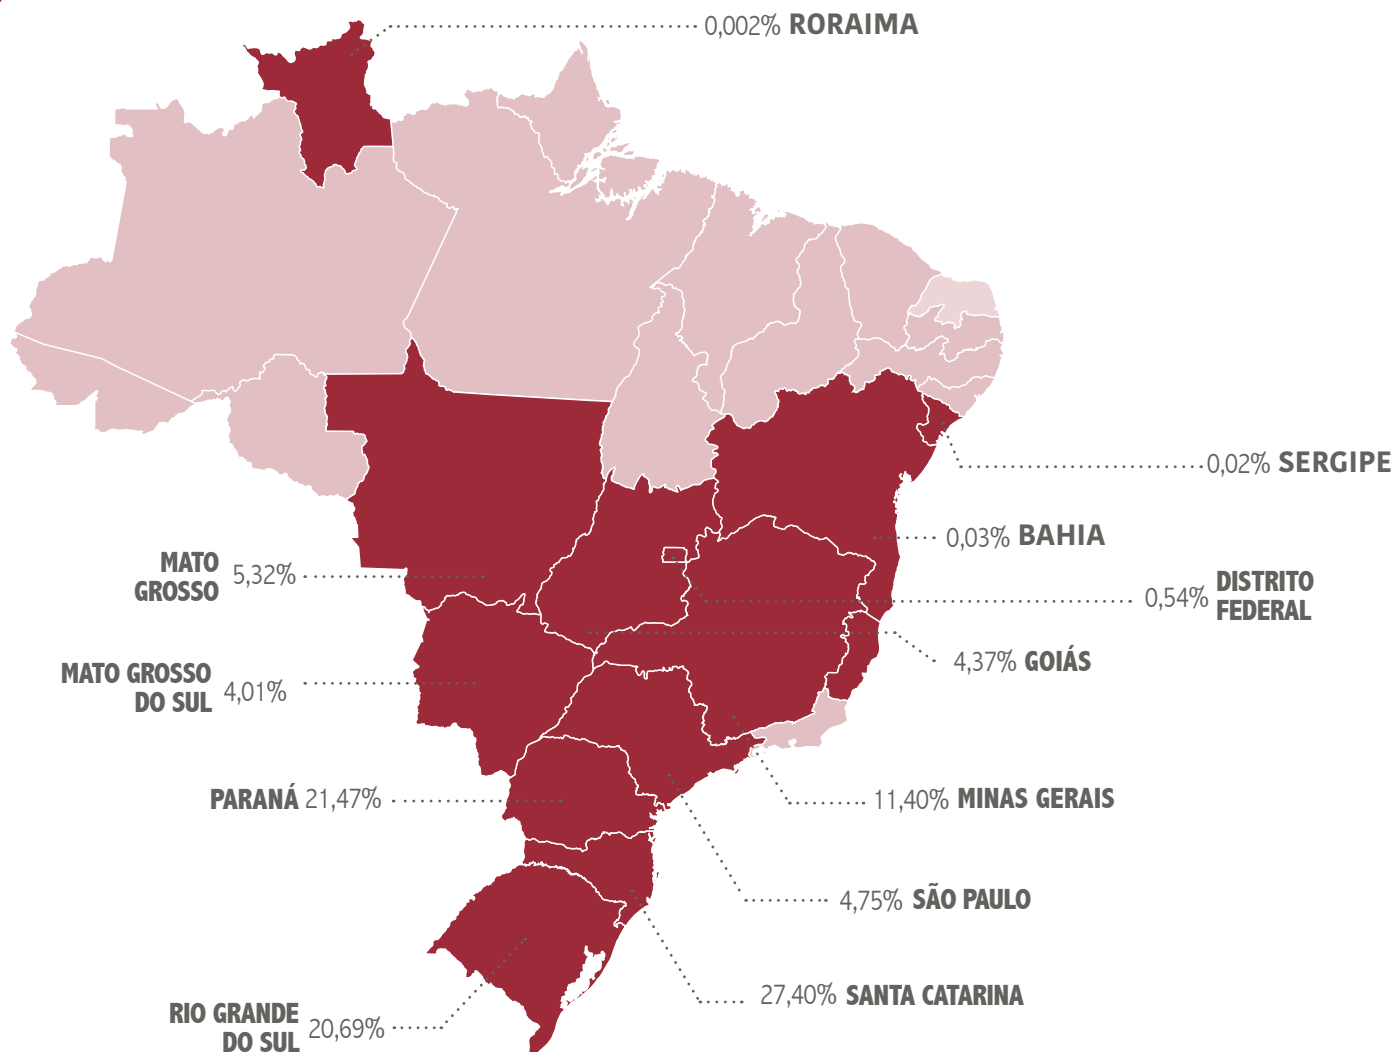 0,002% RORAIMA
0,02% SERGIPE
0,03% BAHIA
MATO
GROSSO 5,32%
0,54% DISTRITO
FEDERAL
4,37% GOIÁS
MATO GROSSO
DO SUL 4,01%
PARANÁ 21,47%
11,40% MINAS GERAIS
4,75% SÃO PAULO
27,40% SANTA CATARINA
RIO GRANDE
DO SUL 20,69%